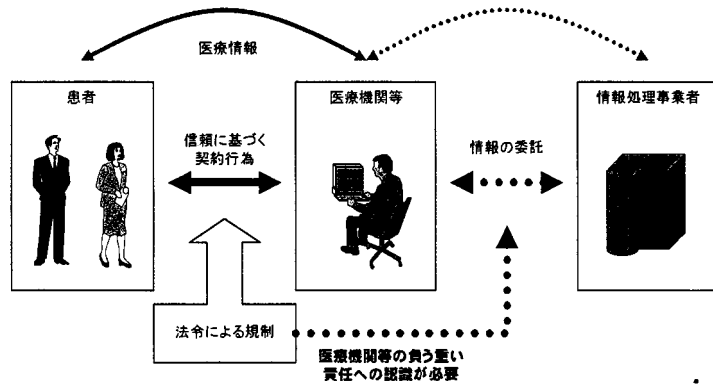 医療情報
患者
医療機関等
情報処理事業者
信頼に基づく
契約行為
情報の委託
法令による規制
医療機関等の負う重い
責任への認識が必要